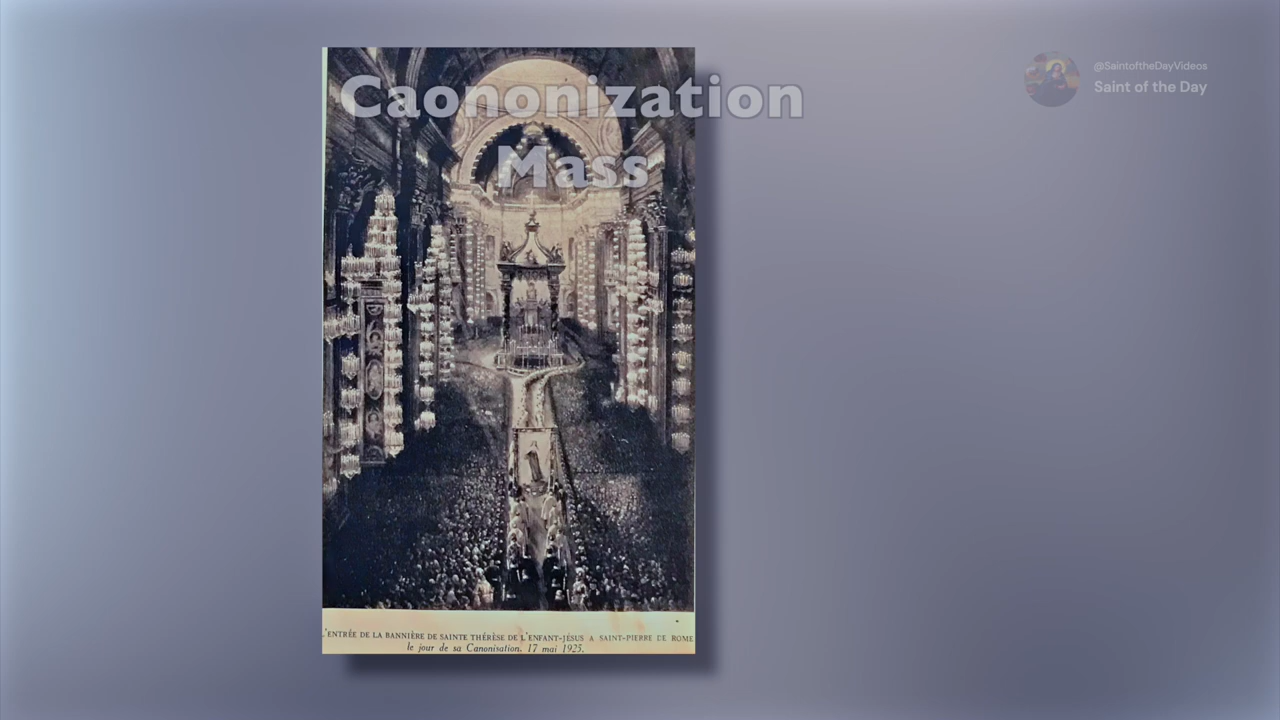 Caononization
Mass
@SaintoftheDayVideos
Saint of the Day
L'ENTRÉE DE LA BANNIÈRE DE SAINTE THÉRÈSE DE L'ENFANT-JÉSUS A SAINT-PIERRE DE ROME
le jour de sa Canonisation, 17 mai 1925.